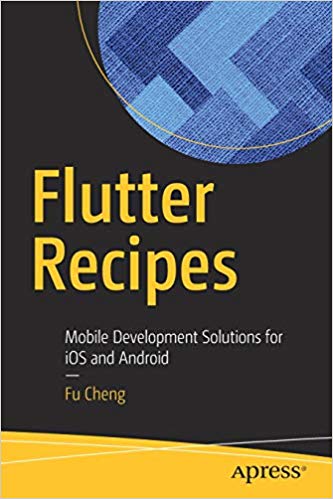 Flutter
Recipes
Mobile Development Solutions for
iOS and Android
—
Fu Cheng
Apress®